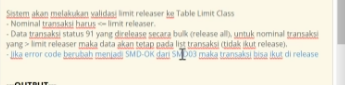 Sistem akan melakukan validasi limit releaser ke Table Limit Class
- Nominal transaksi harus <= limit releaser.
- Data transaksi status 91 yang direlease secara bulk (release all), untuk nominal transaksi
yang > limit releaser maka data akan tetap pada list transaksi (tidak ikut release).
- Jika error code berubah menjadi SMD-OK dari SMD03 maka transaksi bisa ikut di release
OUTPUT